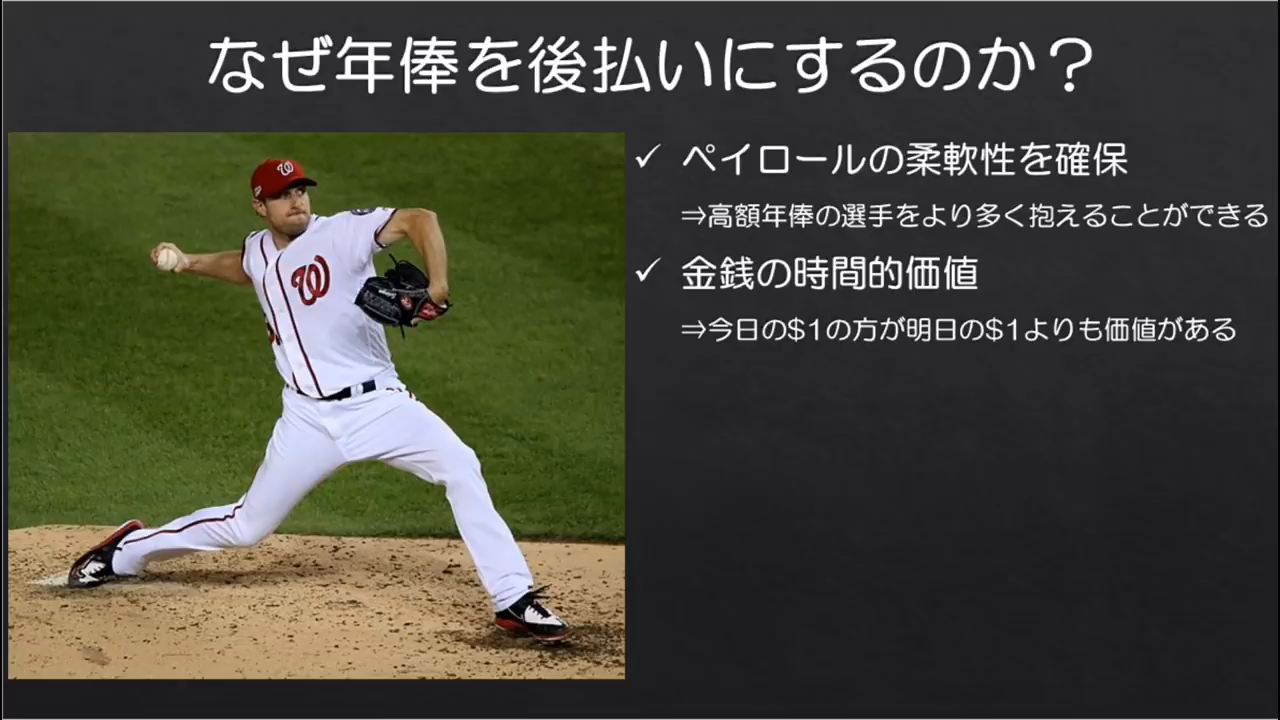 なぜ年俸を後払いにするのか？
✓ ペイロールの柔軟性を確保
⇒高額年俸の選手をより多く抱えることができる
✓ 金銭の時間的価値
⇒今日の$1の方が明日の$1よりも価値がある
W
W